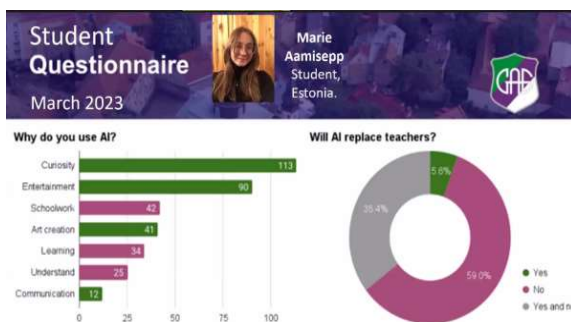 Student
Questionnaire
March 2023
Marie
Aamisepp
Student,
Estonia.
GAG
Why do you use AI?
Curiosity 113
Entertainment 90
Schoolwork 42
Art creation 41
Learning 34
Understand 25
Communication 12
0 25 50 75 100
Will AI replace teachers?
5.6%
35.4%
59.0%
Yes
No
Yes and n